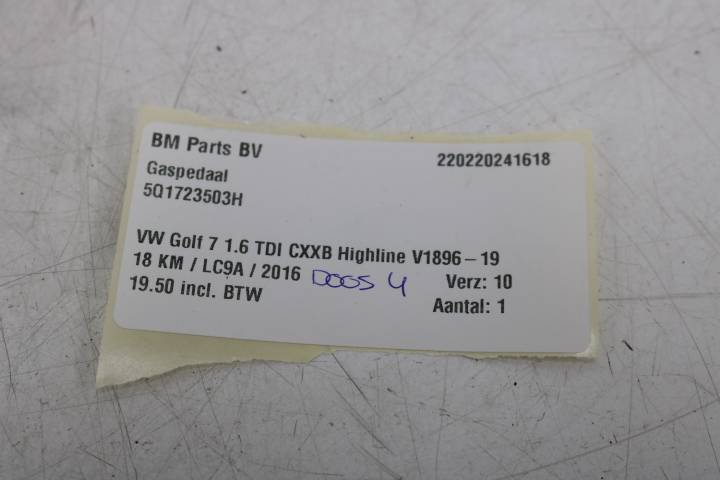 BM Parts BV 220220241618
Gaspedaal
5Q1723503H
VW Golf 7 1.6 TDI CXXB Highline V1896-19
18 KM / LC9A / 2016 DOOS 4 Verz: 10
19.50 incl. BTW Aantal: 1